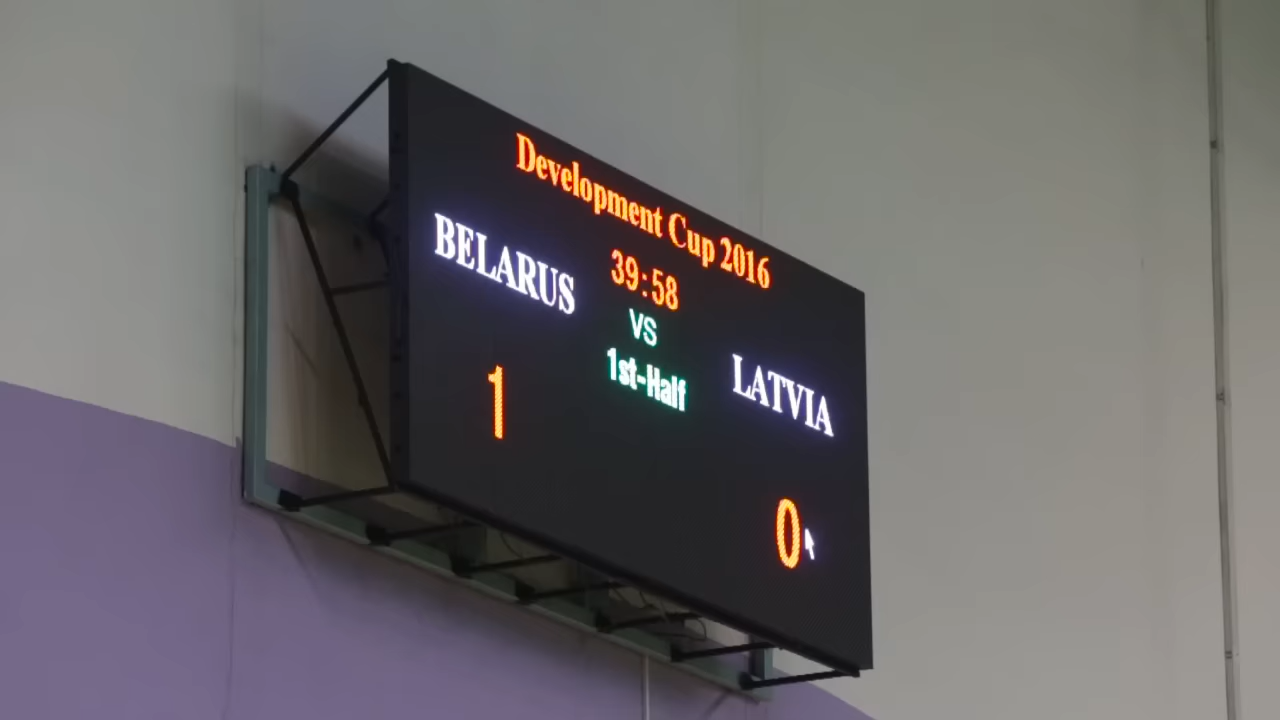 Development Cup 2016
BELARUS
39:58
VS
1st-Half
LATVIA
1
0